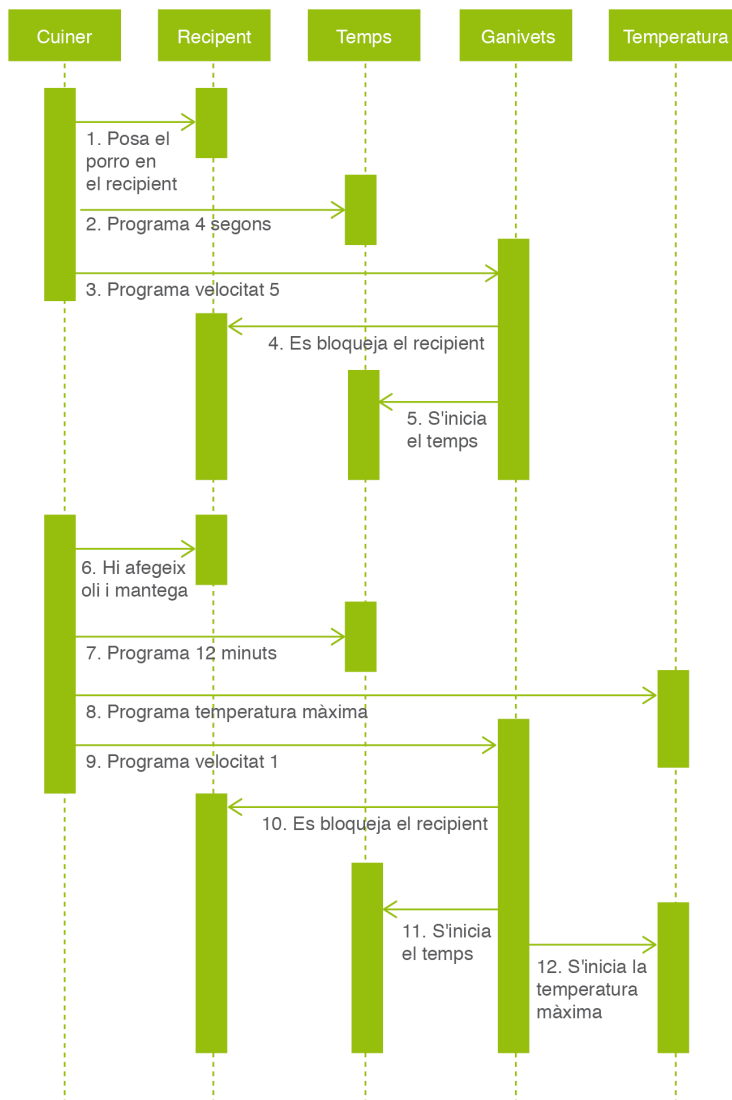 Cuiner
Recipent
Temps
Ganivets
Temperatura
1. Posa el
porro en
el recipient
2. Programa 4 segons
3. Programa velocitat 5
4. Es bloqueja el recipient
5. S'inicia
el temps
6. Hi afegeix
oli i mantega
7. Programa 12 minuts
8. Programa temperatura màxima
9. Programa velocitat 1
10. Es bloqueja el recipient
11. S'inicia
el temps
12. S'inicia la
temperatura
màxima